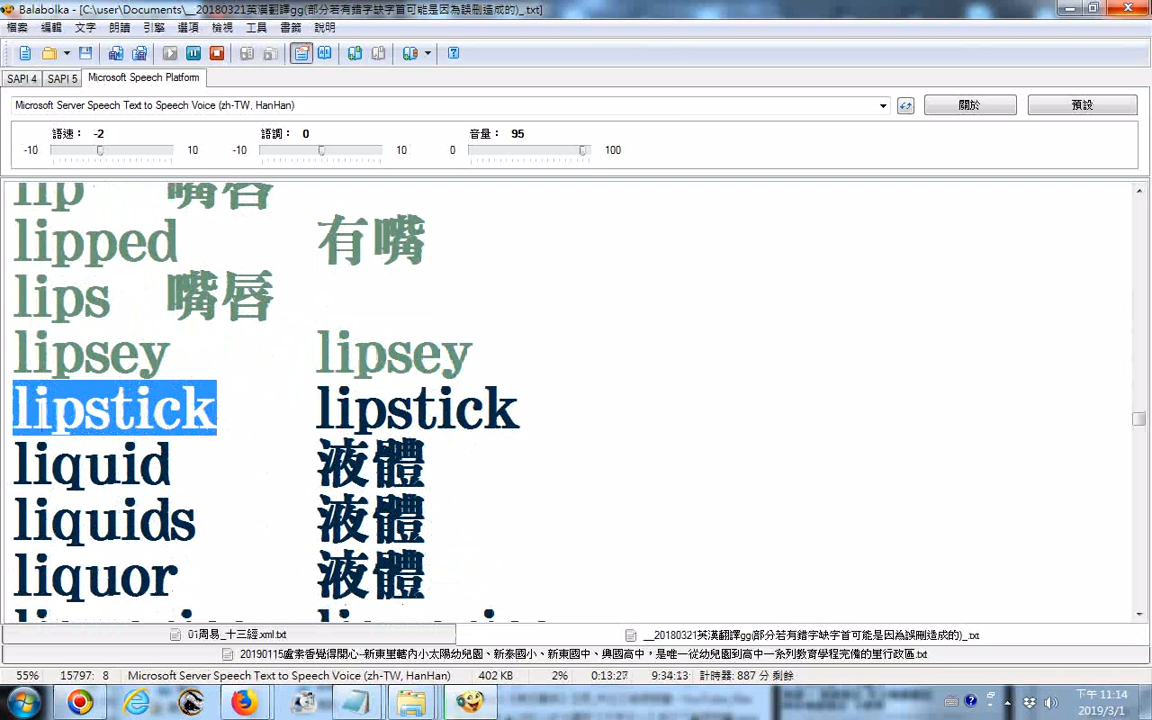 Balabolka - [C:\user\Documents\__20180321英漢翻譯gg(部分若有錯字缺字首可能是因為誤刪造成的)_.txt]
檔案 編輯 文字 朗讀 引擎 選項 檢視 工具 書籤 說明
SAPI 4 SAPI 5 Microsoft Speech Platform
Microsoft Server Speech Text to Speech Voice (zh-TW, HanHan) 關於 預設
語速： -2 語調： 0 音量： 95
-10 10 -10 10 0 100
lip 嘴唇
lipped 有嘴
lips 嘴唇
lipsey lipsey
lipstick lipstick
liquid 液體
liquids 液體
liquor 液體
01周易_十三經.xml.txt __20180321英漢翻譯gg(部分若有錯字缺字首可能是因為誤刪造成的)_.txt
20190115盧素香覺得開心-新東里轄內小太陽幼兒園、新泰國小、新東國中、興國高中，是唯一從幼兒園到高中一系列教育學程完備的里行政區.txt
55% 15797: 8 Microsoft Server Speech Text to Speech Voice (zh-TW, HanHan) 402 KB 2% 0:13:27 9:34:13 計時器: 887 分 剩餘
下午 11:14
2019/3/1